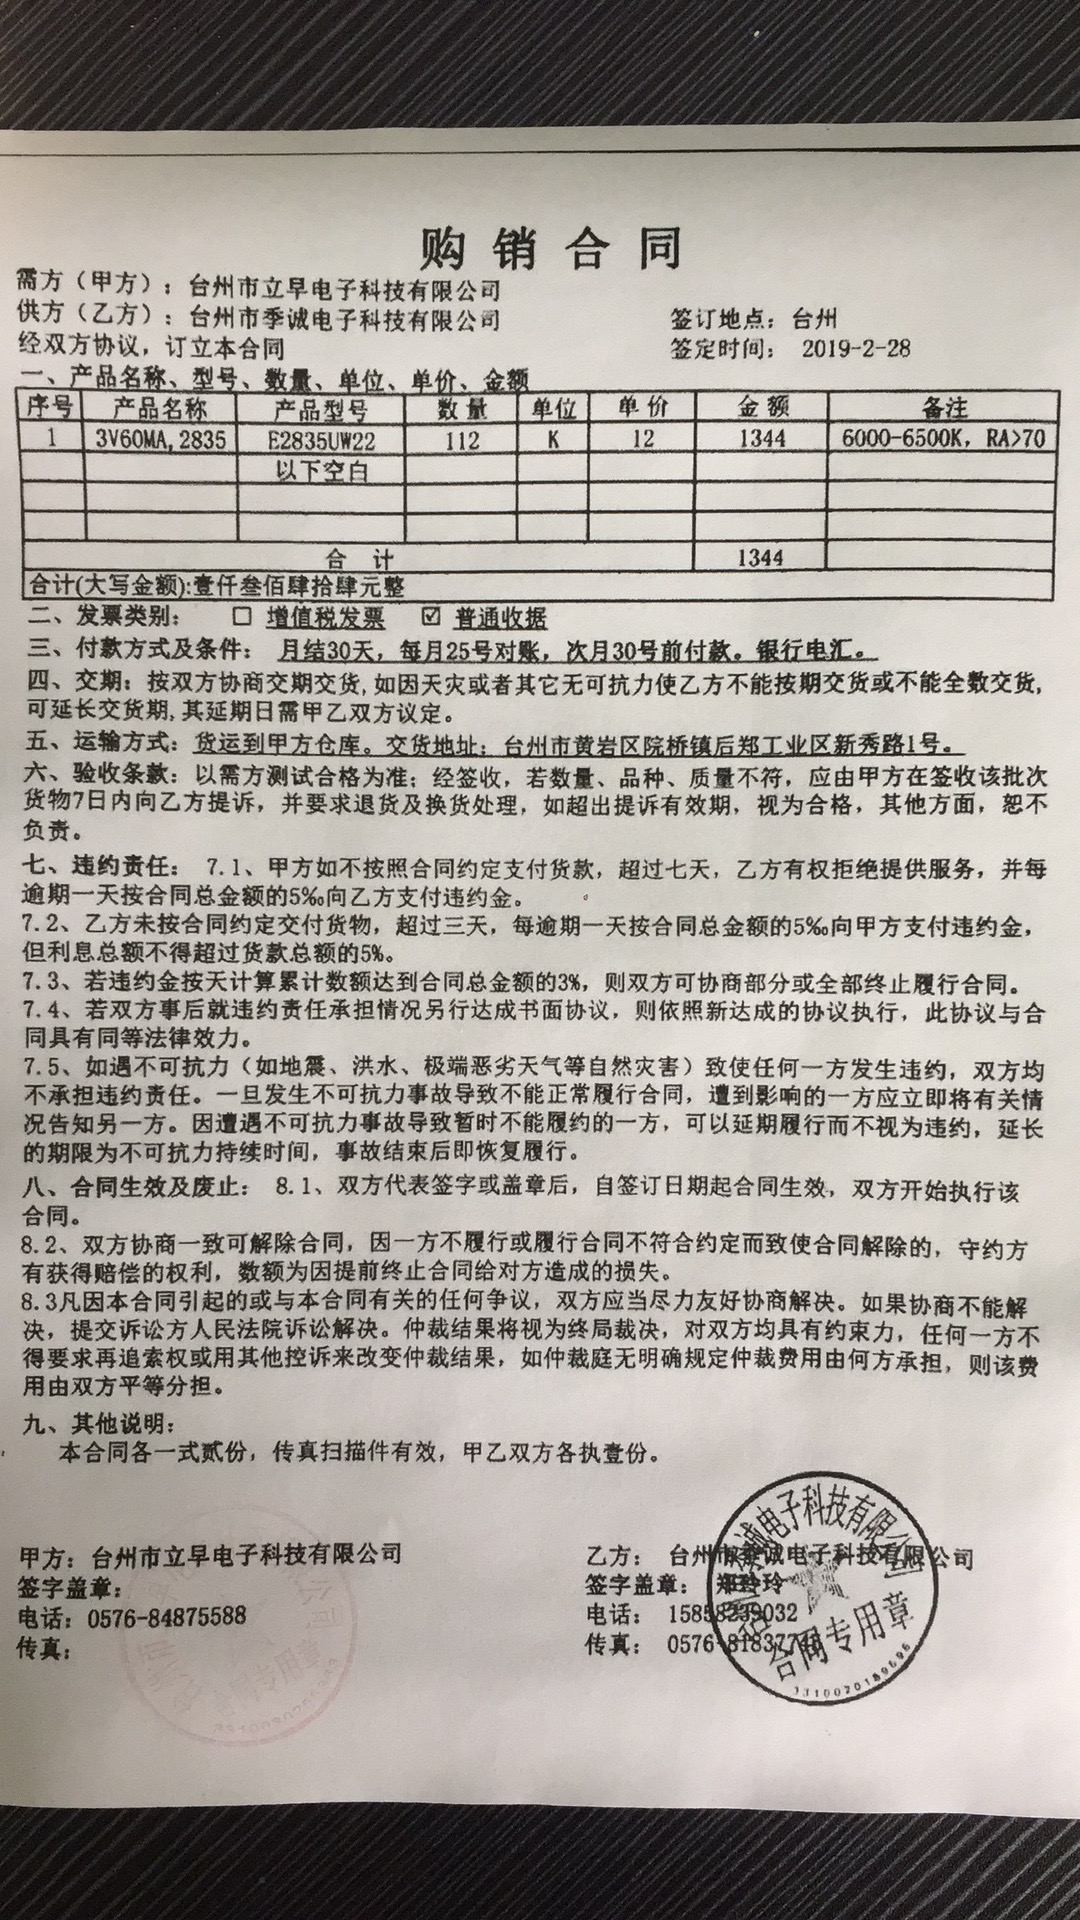 购销合同
需方（甲方）：台州市立早电子科技有限公司
供方（乙方）：台州市季诚电子科技有限公司 签订地点：台州
经双方协议，订立本合同 签定时间： 2019-2-28
一、产品名称、型号、数量、单位、单价、金额
序号 产品名称 产品型号 数量 单位 单价 金额 备注
1 3V60MA,2835 E2835UW22 112 K 12 1344 6000-6500K，RA>70
以下空白
合 计 1344
合计(大写金额):壹仟叁佰肆拾肆元整
二、发票类别： □ 增值税发票 ☑ 普通收据
三、付款方式及条件： 月结30天，每月25号对账，次月30号前付款。银行电汇。
四、交期：按双方协商交期交货,如因天灾或者其它无可抗力使乙方不能按期交货或不能全数交货,
可延长交货期,其延期日需甲乙双方议定。
五、运输方式：货运到甲方仓库。交货地址：台州市黄岩区院桥镇后郑工业区新秀路1号。
六、验收条款：以需方测试合格为准；经签收，若数量、品种、质量不符，应由甲方在签收该批次
货物7日内向乙方提诉，并要求退货及换货处理，如超出提诉有效期，视为合格，其他方面，恕不
负责。
七、违约责任： 7.1、甲方如不按照合同约定支付货款，超过七天，乙方有权拒绝提供服务，并每
逾期一天按合同总金额的5‰向乙方支付违约金。
7.2、乙方未按合同约定交付货物，超过三天，每逾期一天按合同总金额的5‰向甲方支付违约金，
但利息总额不得超过货款总额的5%。
7.3、若违约金按天计算累计数额达到合同总金额的3%，则双方可协商部分或全部终止履行合同。
7.4、若双方事后就违约责任承担情况另行达成书面协议，则依照新达成的协议执行，此协议与合
同具有同等法律效力。
7.5、如遇不可抗力（如地震、洪水、极端恶劣天气等自然灾害）致使任何一方发生违约，双方均
不承担违约责任。一旦发生不可抗力事故导致不能正常履行合同，遭到影响的一方应立即将有关情
况告知另一方。因遭遇不可抗力事故导致暂时不能履约的一方，可以延期履行而不视为违约，延长
的期限为不可抗力持续时间，事故结束后即恢复履行。
八、合同生效及废止： 8.1、双方代表签字或盖章后，自签订日期起合同生效，双方开始执行该
合同。
8.2、双方协商一致可解除合同，因一方不履行或履行合同不符合约定而致使合同解除的，守约方
有获得赔偿的权利，数额为因提前终止合同给对方造成的损失。
8.3凡因本合同引起的或与本合同有关的任何争议，双方应当尽力友好协商解决。如果协商不能解
决，提交诉讼方人民法院诉讼解决。仲裁结果将视为终局裁决，对双方均具有约束力，任何一方不
得要求再追索权或用其他控诉来改变仲裁结果，如仲裁庭无明确规定仲裁费用由何方承担，则该费
用由双方平等分担。
九、其他说明：
本合同各一式贰份，传真扫描件有效，甲乙双方各执壹份。
甲方：台州市立早电子科技有限公司 乙方： 台州市季诚电子科技有限公司
签字盖章： 签字盖章： 郑玲玲
电话：0576-84875588 电话： 15858239032
传真： 传真： 0576-
诚电子科技有限公司
合同专用章